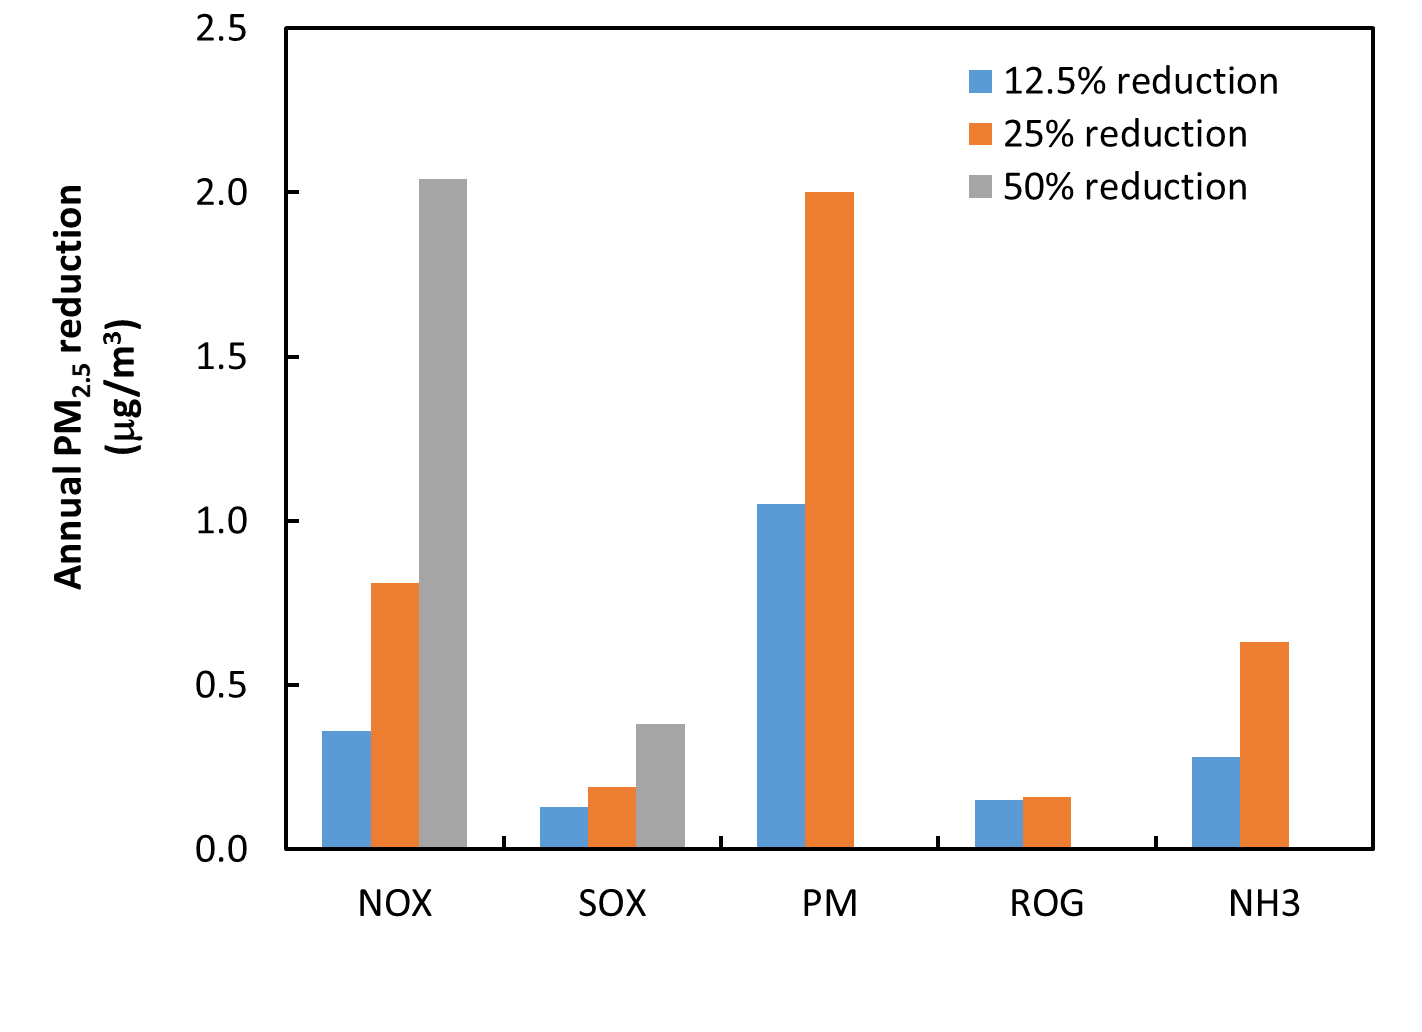 2.5
2.0
1.5
1.0
0.5
0.0
Annual PM2.5 reduction
(μg/m3)
12.5% reduction
25% reduction
50% reduction
NOX
SOX
PM
ROG
NH3